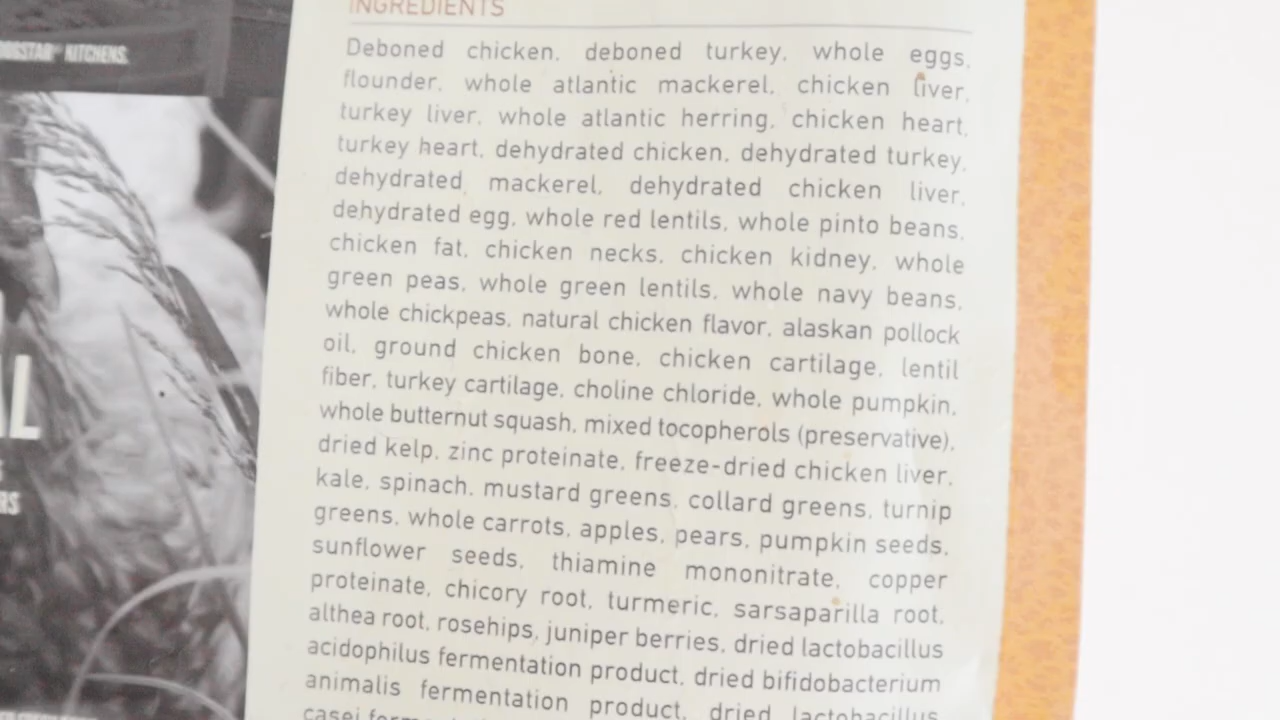 DOGSTAR® KITCHENS.
RS
INGREDIENTS
Deboned chicken, deboned turkey, whole eggs,
flounder, whole atlantic mackerel, chicken liver,
turkey liver, whole atlantic herring, chicken heart,
turkey heart, dehydrated chicken, dehydrated turkey,
dehydrated mackerel, dehydrated chicken liver,
dehydrated egg, whole red lentils, whole pinto beans,
chicken fat, chicken necks, chicken kidney, whole
green peas, whole green lentils, whole navy beans,
whole chickpeas, natural chicken flavor, alaskan pollock
oil, ground chicken bone, chicken cartilage, lentil
fiber, turkey cartilage, choline chloride, whole pumpkin,
whole butternut squash, mixed tocopherols (preservative),
dried kelp, zinc proteinate, freeze-dried chicken liver,
kale, spinach, mustard greens, collard greens, turnip
greens, whole carrots, apples, pears, pumpkin seeds,
sunflower seeds, thiamine mononitrate, copper
proteinate, chicory root, turmeric, sarsaparilla root,
althea root, rosehips, juniper berries, dried lactobacillus
acidophilus fermentation product, dried bifidobacterium
animalis fermentation product, dried lactobacillus
casei